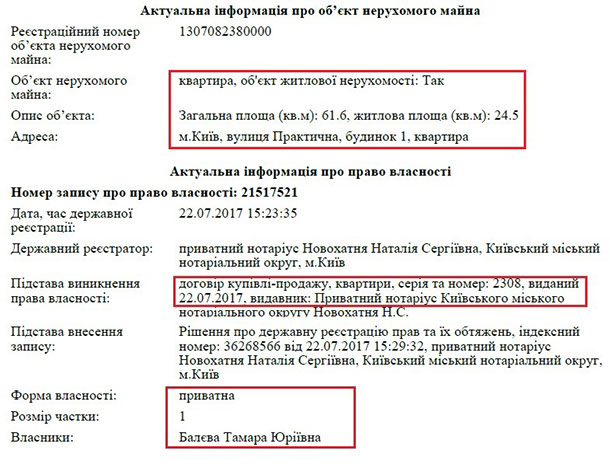 Актуальна інформація про об’єкт нерухомого майна
Реєстраційний номер 1307082380000
об’єкта нерухомого
майна:
Об’єкт нерухомого квартира, об'єкт житлової нерухомості: Так
майна:
Опис об’єкта: Загальна площа (кв.м): 61.6, житлова площа (кв.м): 24.5
Адреса: м.Київ, вулиця Практична, будинок 1, квартира
Актуальна інформація про право власності
Номер запису про право власності: 21517521
Дата, час державної 22.07.2017 15:23:35
реєстрації:
Державний реєстратор: приватний нотаріус Новохатня Наталія Сергіївна, Київський міський
нотаріальний округ, м.Київ
Підстава виникнення договір купівлі-продажу, квартири, серія та номер: 2308, виданий
права власності: 22.07.2017, видавник: Приватний нотаріус Київського міського
нотаріального округу Новохатня Н.С.
Підстава внесення Рішення про державну реєстрацію прав та їх обтяжень, індексний
запису: номер: 36268566 від 22.07.2017 15:29:32, приватний нотаріус
Новохатня Наталія Сергіївна, Київський міський нотаріальний округ,
м.Київ
Форма власності: приватна
Розмір частки: 1
Власники: Балєва Тамара Юріївна